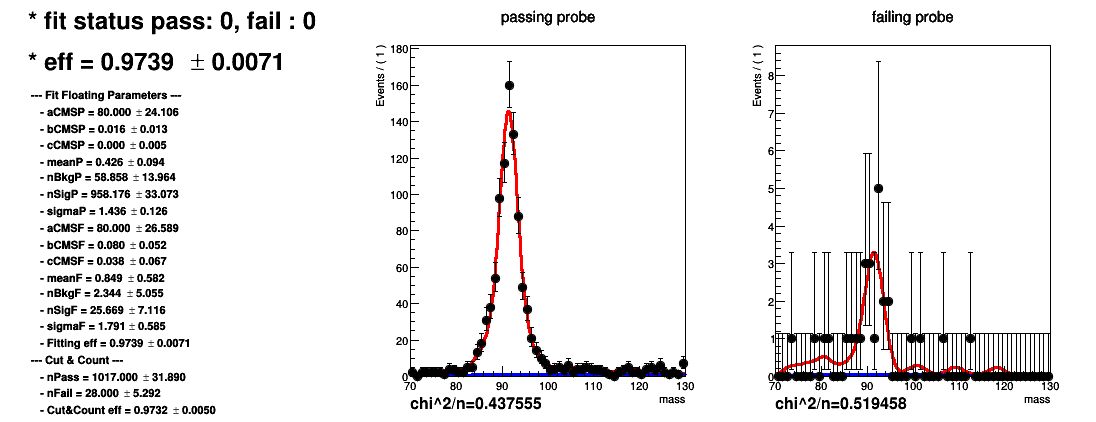 * fit status pass: 0, fail : 0
* eff = 0.9739 ± 0.0071
--- Fit Floating Parameters ---
- aCMSP = 80.000 ± 24.106
- bCMSP = 0.016 ± 0.013
- cCMSP = 0.000 ± 0.005
- meanP = 0.426 ± 0.094
- nBkgP = 58.858 ± 13.964
- nSigP = 958.176 ± 33.073
- sigmaP = 1.436 ± 0.126
- aCMSF = 80.000 ± 26.589
- bCMSF = 0.080 ± 0.052
- cCMSF = 0.038 ± 0.067
- meanF = 0.849 ± 0.582
- nBkgF = 2.344 ± 5.055
- nSigF = 25.669 ± 7.116
- sigmaF = 1.791 ± 0.585
- Fitting eff = 0.9739 ± 0.0071
--- Cut & Count ---
- nPass = 1017.000 ± 31.890
- nFail = 28.000 ± 5.292
- Cut&Count eff = 0.9732 ± 0.0050
passing probe
Events / ( 1 )
180
160
140
120
100
80
60
40
20
0
70 80 90 100 110 120 130
mass
chi^2/n=0.437555
failing probe
Events / ( 1 )
8
7
6
5
4
3
2
1
0
70 80 90 100 110 120 130
mass
chi^2/n=0.519458